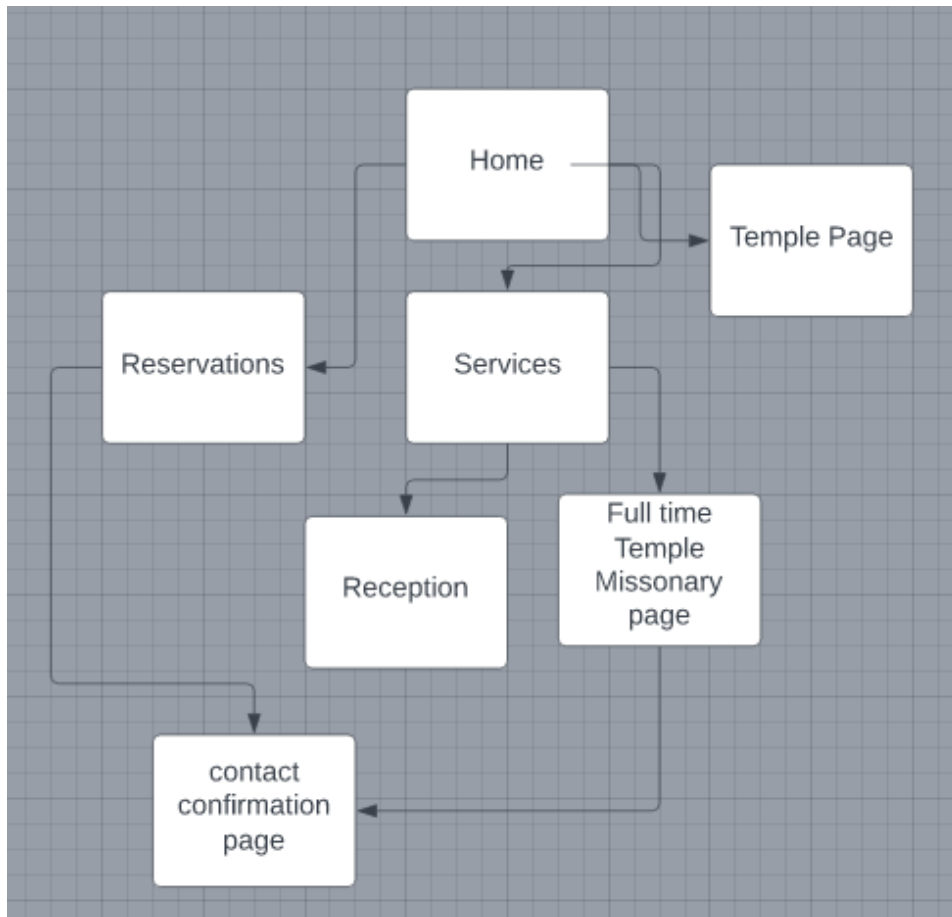 Home
Temple Page
Reservations
Services
Full time
Temple
Missonary
page
Reception
contact
confirmation
page